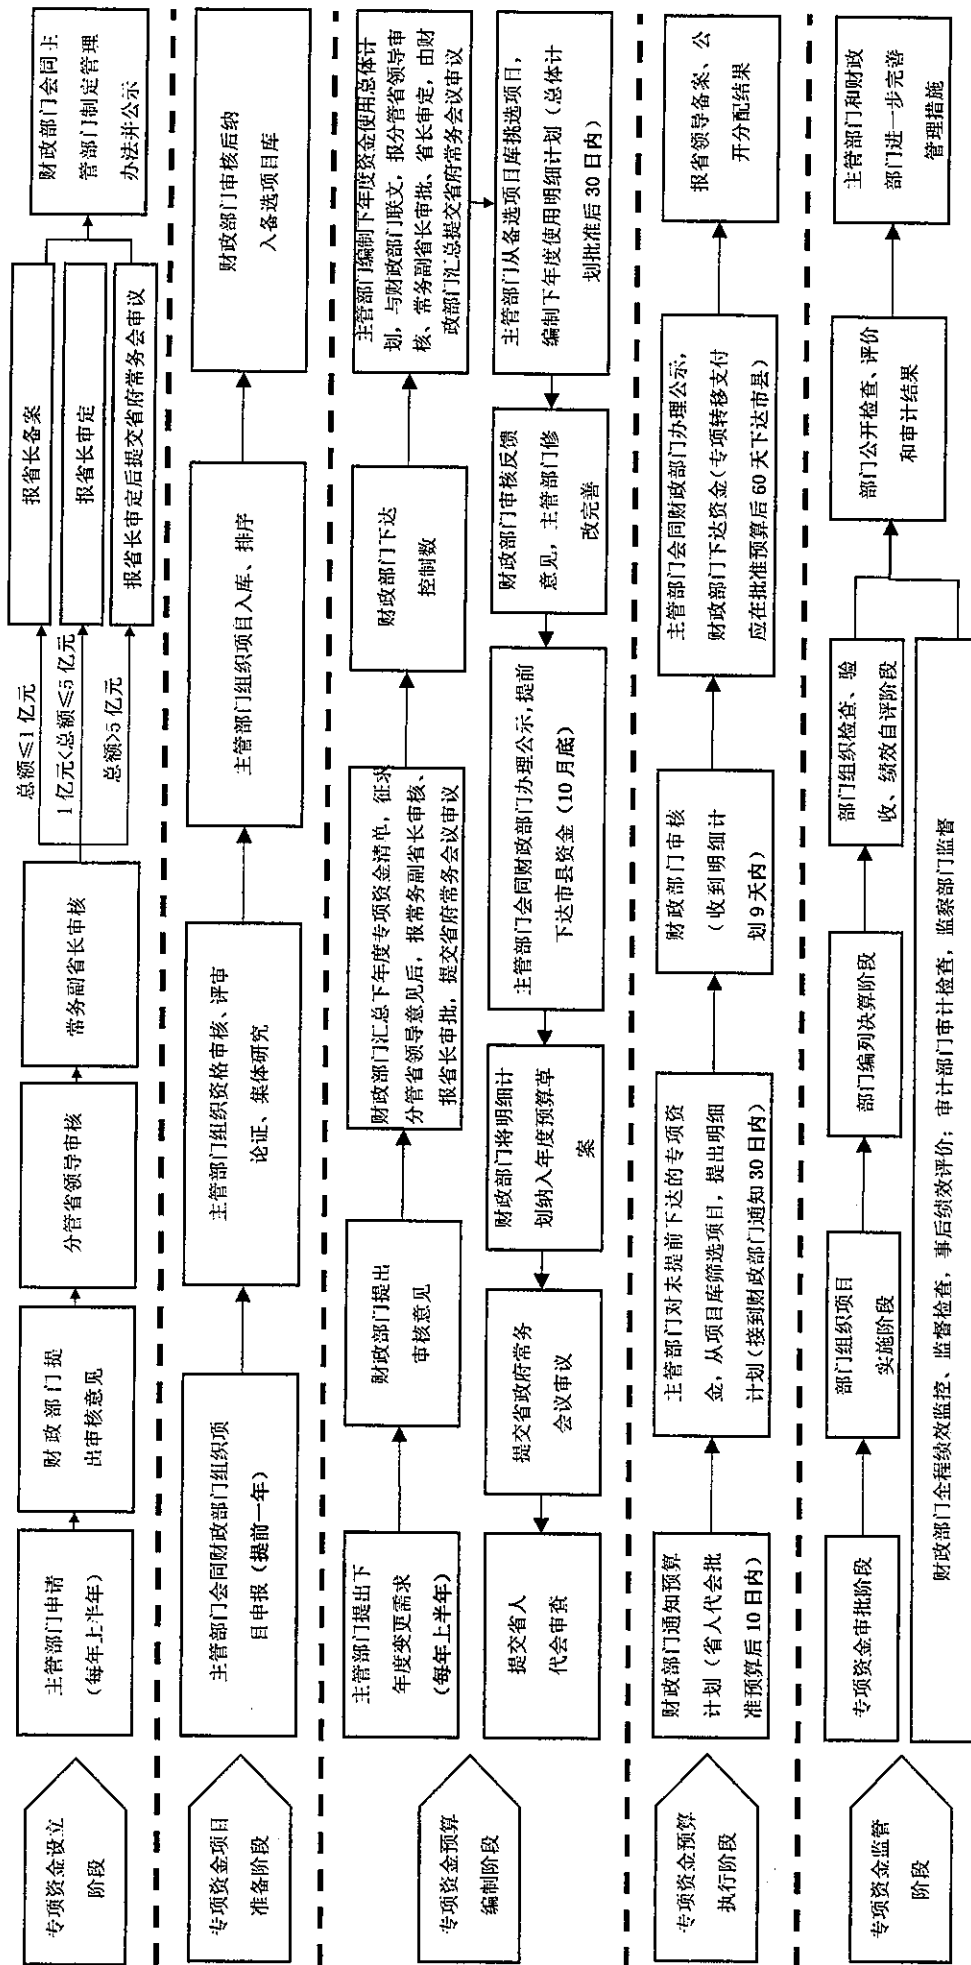 专项资金设立
阶段
主管部门申请
（每年上半年）
财政部门提
出审核意见
分管省领导审核
常务副省长审核
总额≤1亿元
1亿元<总额≤5亿元
总额>5亿元
报省长备案
报省长审定
报省长审定后提交省府常务会审议
财政部门会同主
管部门制定管理
办法并公示
专项资金项目
准备阶段
主管部门会同财政部门组织项
目申报（提前一年）
主管部门组织资格审核、评审
论证、集体研究
主管部门组织项目入库、排序
财政部门审核后纳
入备选项目库
专项资金预算
编制阶段
主管部门提出下
年度变更需求
（每年上半年）
财政部门提出
审核意见
财政部门汇总下年度专项资金清单，征求
分管省领导意见后，报常务副省长审核、
报省长审批，提交省府常务会议审议
财政部门下达
控制数
主管部门编制下年度资金使用总体计
划，与财政部门联文，报分管省领导审
核、常务副省长审批、省长审定，由财
政部门汇总提交省府常务会议审议
主管部门从备选项目库挑选项目，
编制下年度使用明细计划（总体计
划批准后30日内）
财政部门审核反馈
意见，主管部门修
改完善
主管部门会同财政部门办理公示，提前
下达市县资金（10月底）
财政部门将明细计
划纳入年度预算草
案
提交省政府常务
会议审议
提交省人
代会审查
专项资金预算
执行阶段
财政部门通知预算
计划（省人代会批
准预算后10日内）
主管部门对未提前下达的专项资
金，从项目库筛选项目，提出明细
计划（接到财政部门通知30日内）
财政部门审核
（收到明细计
划9天内）
主管部门会同财政部门办理公示，
财政部门下达资金（专项转移支付
应在批准预算后60天下达市县）
报省领导备案、公
开分配结果
专项资金监管
阶段
专项资金审批阶段
部门组织项目
实施阶段
部门编列决算阶段
部门组织检查、验
收、绩效自评阶段
财政部门全程绩效监控、监督检查，事后绩效评价；审计部门审计检查，监察部门监督
部门公开检查、评价
和审计结果
主管部门和财政
部门进一步完善
管理措施